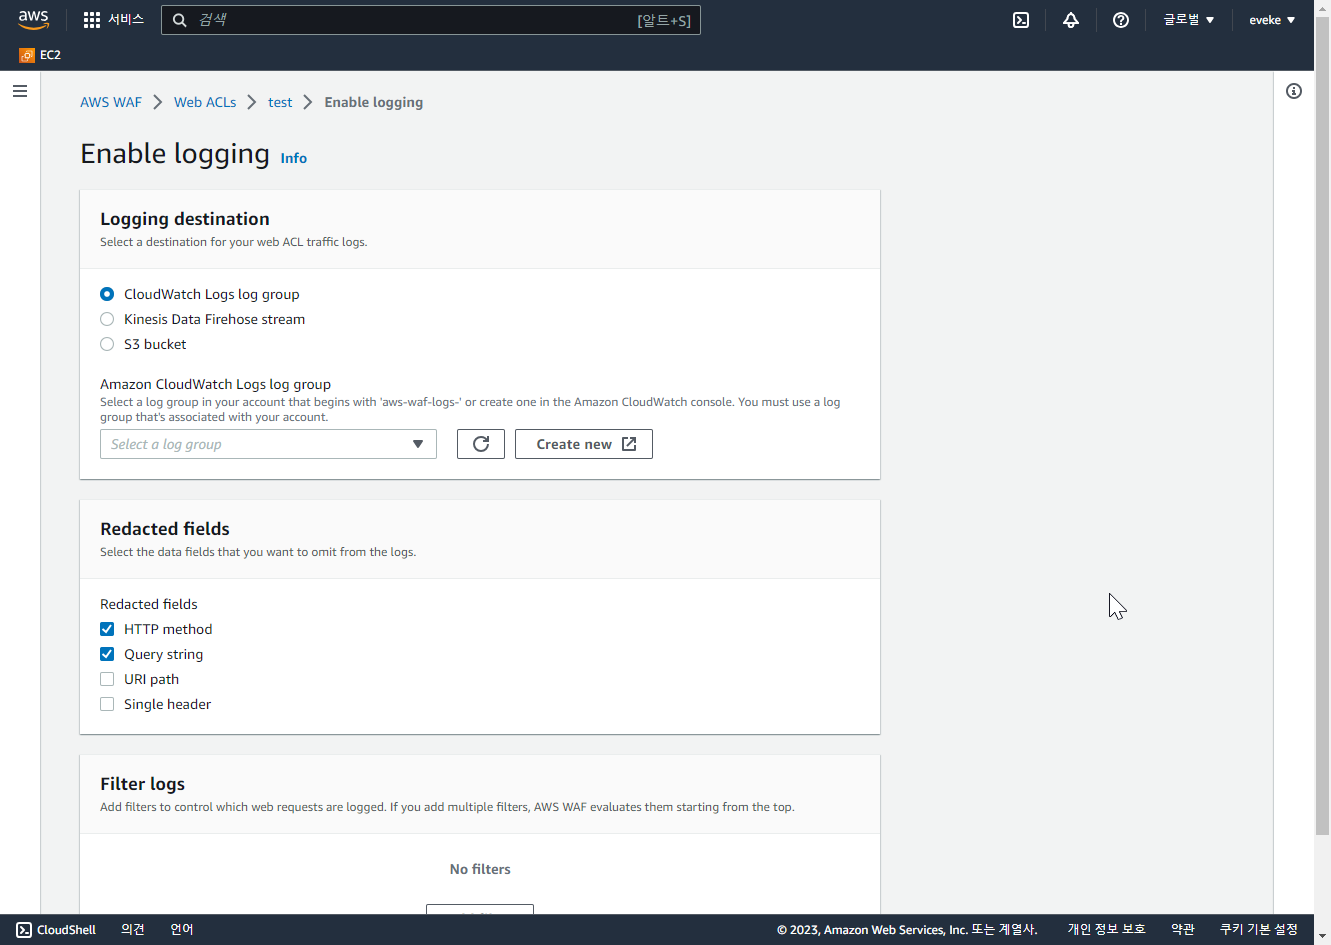 aws 서비스 검색 [알트+S] 글로벌 eveke
EC2
AWS WAF Web ACLs test Enable logging
Enable logging Info
Logging destination
Select a destination for your web ACL traffic logs.
CloudWatch Logs log group
Kinesis Data Firehose stream
S3 bucket
Amazon CloudWatch Logs log group
Select a log group in your account that begins with 'aws-waf-logs-' or create one in the Amazon CloudWatch console. You must use a log
group that's associated with your account.
Select a log group Create new
Redacted fields
Select the data fields that you want to omit from the logs.
Redacted fields
HTTP method
Query string
URI path
Single header
Filter logs
Add filters to control which web requests are logged. If you add multiple filters, AWS WAF evaluates them starting from the top.
No filters
CloudShell 의견 언어 © 2023, Amazon Web Services, Inc. 또는 계열사. 개인 정보 보호 약관 쿠키 기본 설정